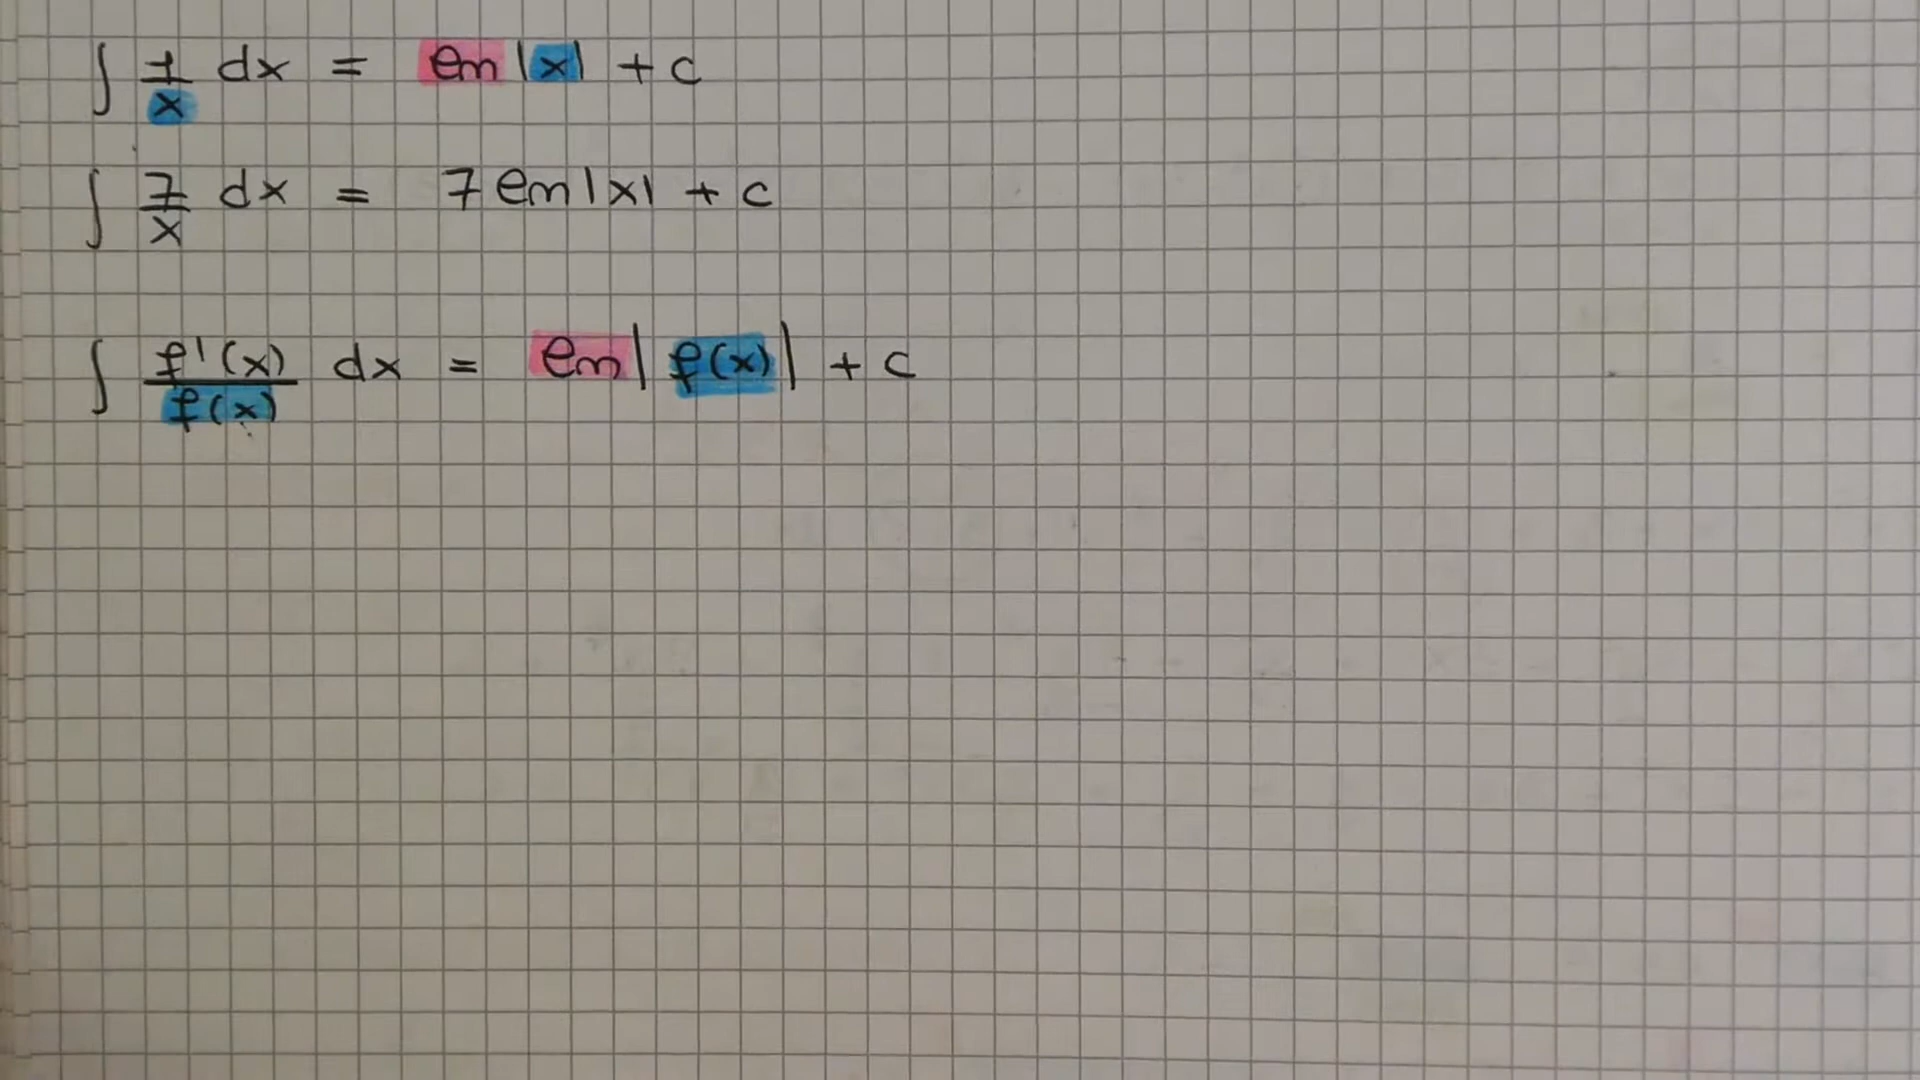 ∫ 1/x dx = ln |x| + c
∫ 7/x dx = 7 ln |x| + c
∫ f'(x)/f(x) dx = ln | f(x) | + c